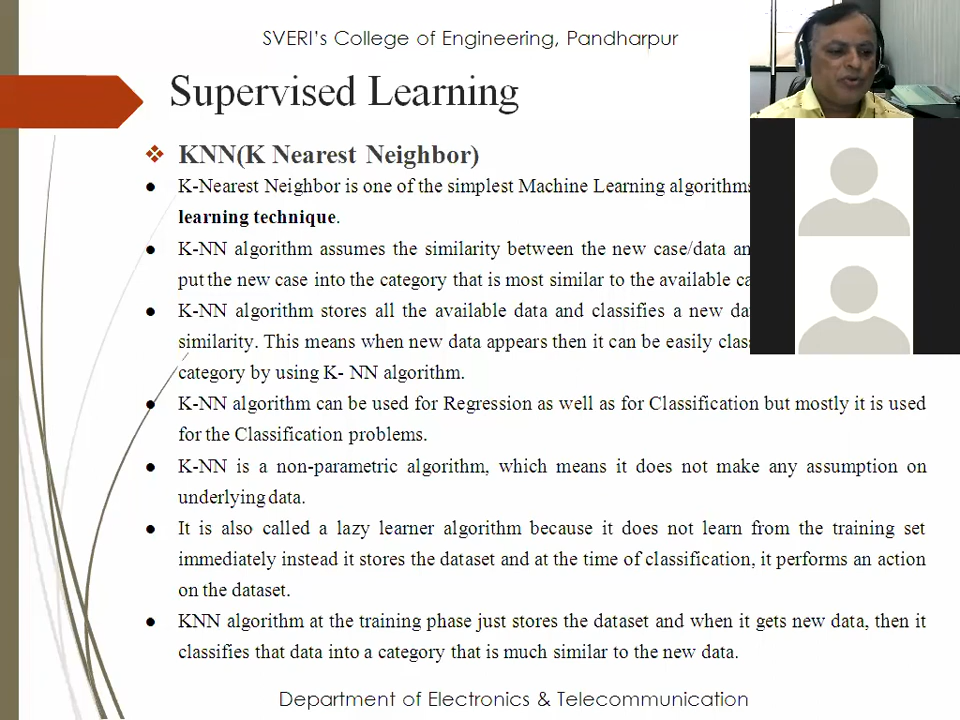 SVERI's College of Engineering, Pandharpur
Supervised Learning
KNN(K Nearest Neighbor)
K-Nearest Neighbor is one of the simplest Machine Learning algorithms
learning technique.
K-NN algorithm assumes the similarity between the new case/data
put the new case into the category that is most similar to the available
K-NN algorithm stores all the available data and classifies a new
similarity. This means when new data appears then it can be easily
category by using K- NN algorithm.
K-NN algorithm can be used for Regression as well as for Classification but mostly it is used
for the Classification problems.
K-NN is a non-parametric algorithm, which means it does not make any assumption on
underlying data.
It is also called a lazy learner algorithm because it does not learn from the training set
immediately instead it stores the dataset and at the time of classification, it performs an action
on the dataset.
KNN algorithm at the training phase just stores the dataset and when it gets new data, then it
classifies that data into a category that is much similar to the new data.
Department of Electronics & Telecommunication